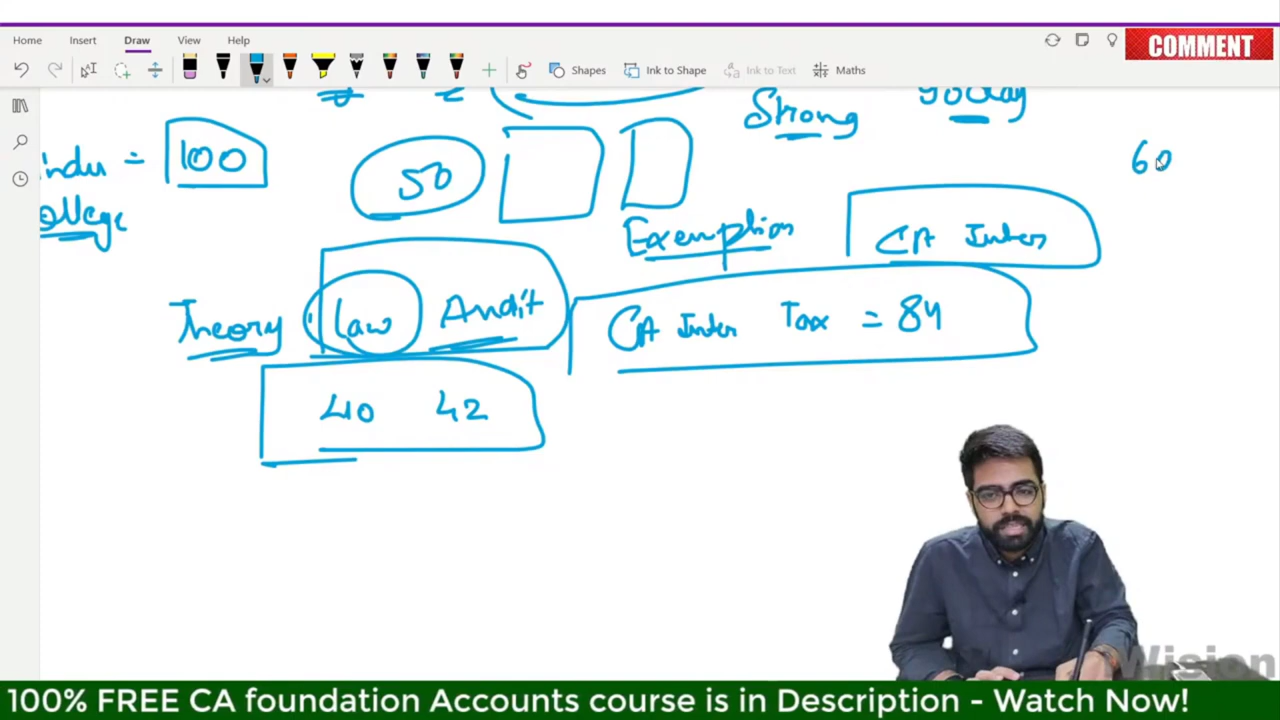 Home Insert Draw View Help
COMMENT
Shapes Ink to Shape Ink to Text Maths
Strong
100 50 60
College
Exemption CA Inter
Theory Law Audit CA Inter Tax = 84
40 42
Wision
100% FREE CA foundation Accounts course is in Description - Watch Now!